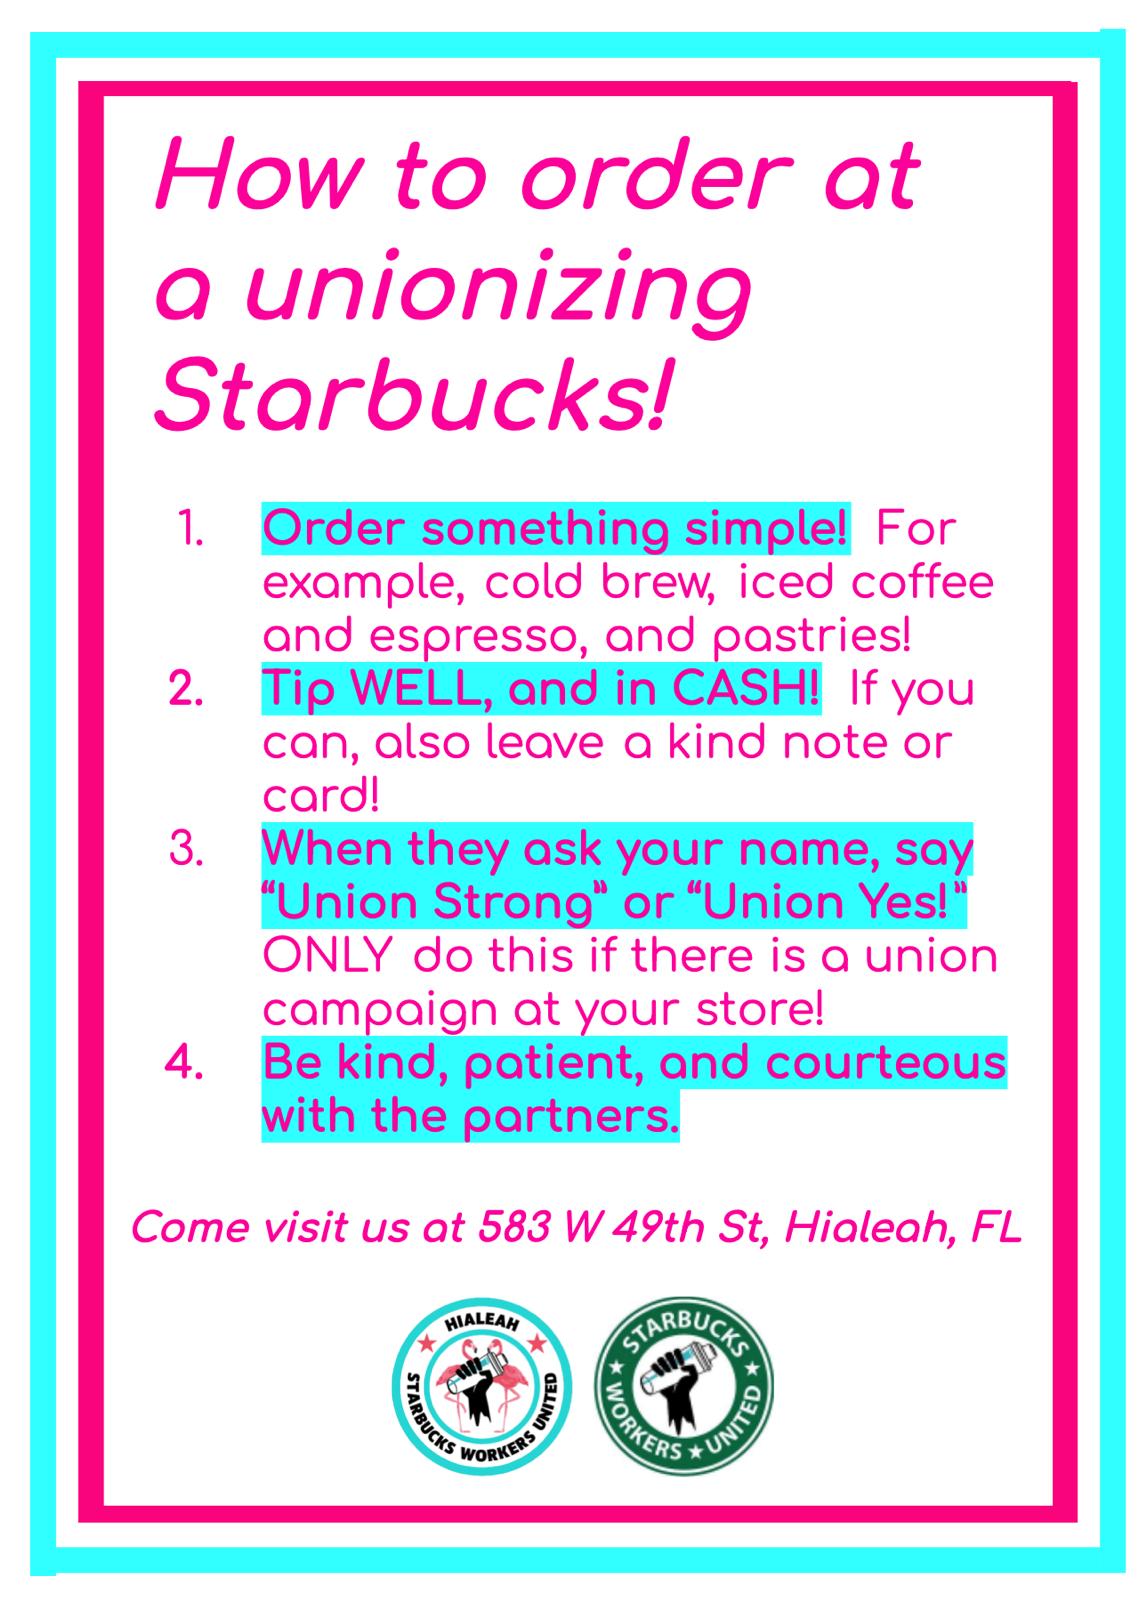 How to order at
a unionizing
Starbucks!
1. Order something simple! For
example, cold brew, iced coffee
and espresso, and pastries!
2. Tip WELL, and in CASH! If you
can, also leave a kind note or
card!
3. When they ask your name, say
“Union Strong” or “Union Yes!”
ONLY do this if there is a union
campaign at your store!
4. Be kind, patient, and courteous
with the partners.
Come visit us at 583 W 49th St, Hialeah, FL
HIALEAH
STARBUCKS WORKERS UNITED
STARBUCKS
WORKERS ★ UNITED